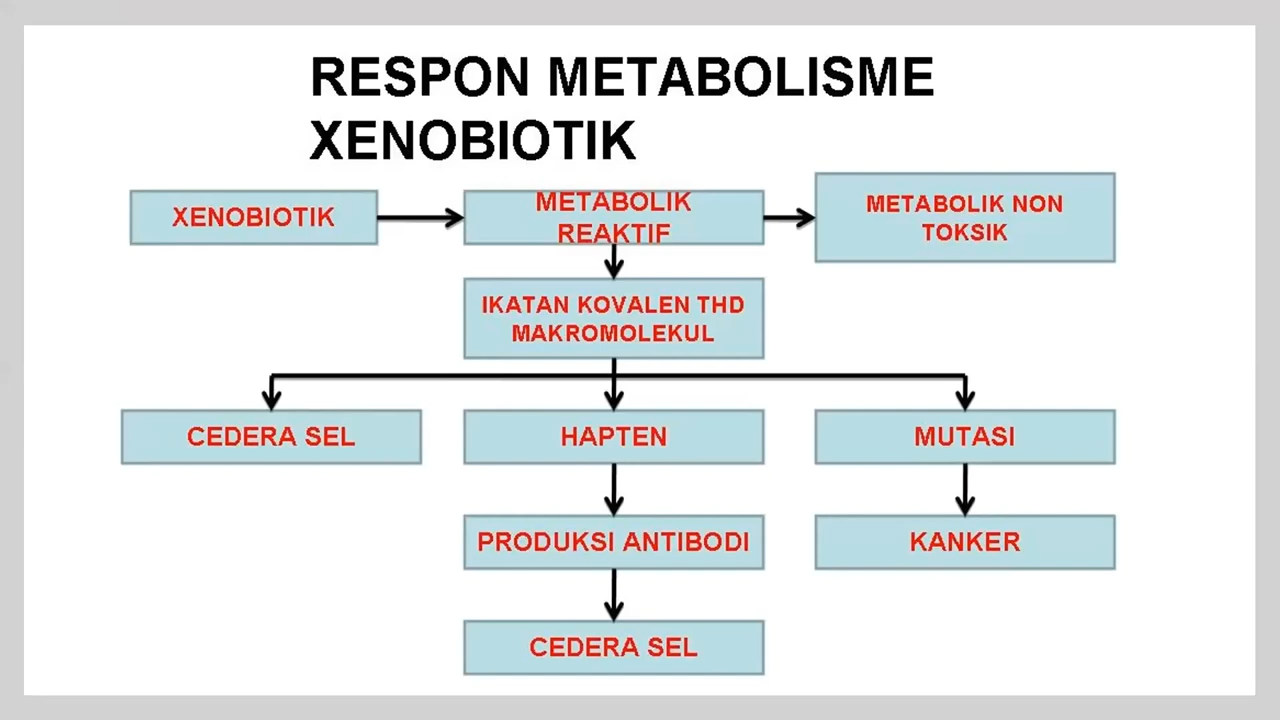 RESPON METABOLISME
XENOBIOTIK
XENOBIOTIK
METABOLIK
REAKTIF
METABOLIK NON
TOKSIK
IKATAN KOVALEN THD
MAKROMOLEKUL
CEDERA SEL
HAPTEN
MUTASI
PRODUKSI ANTIBODI
KANKER
CEDERA SEL